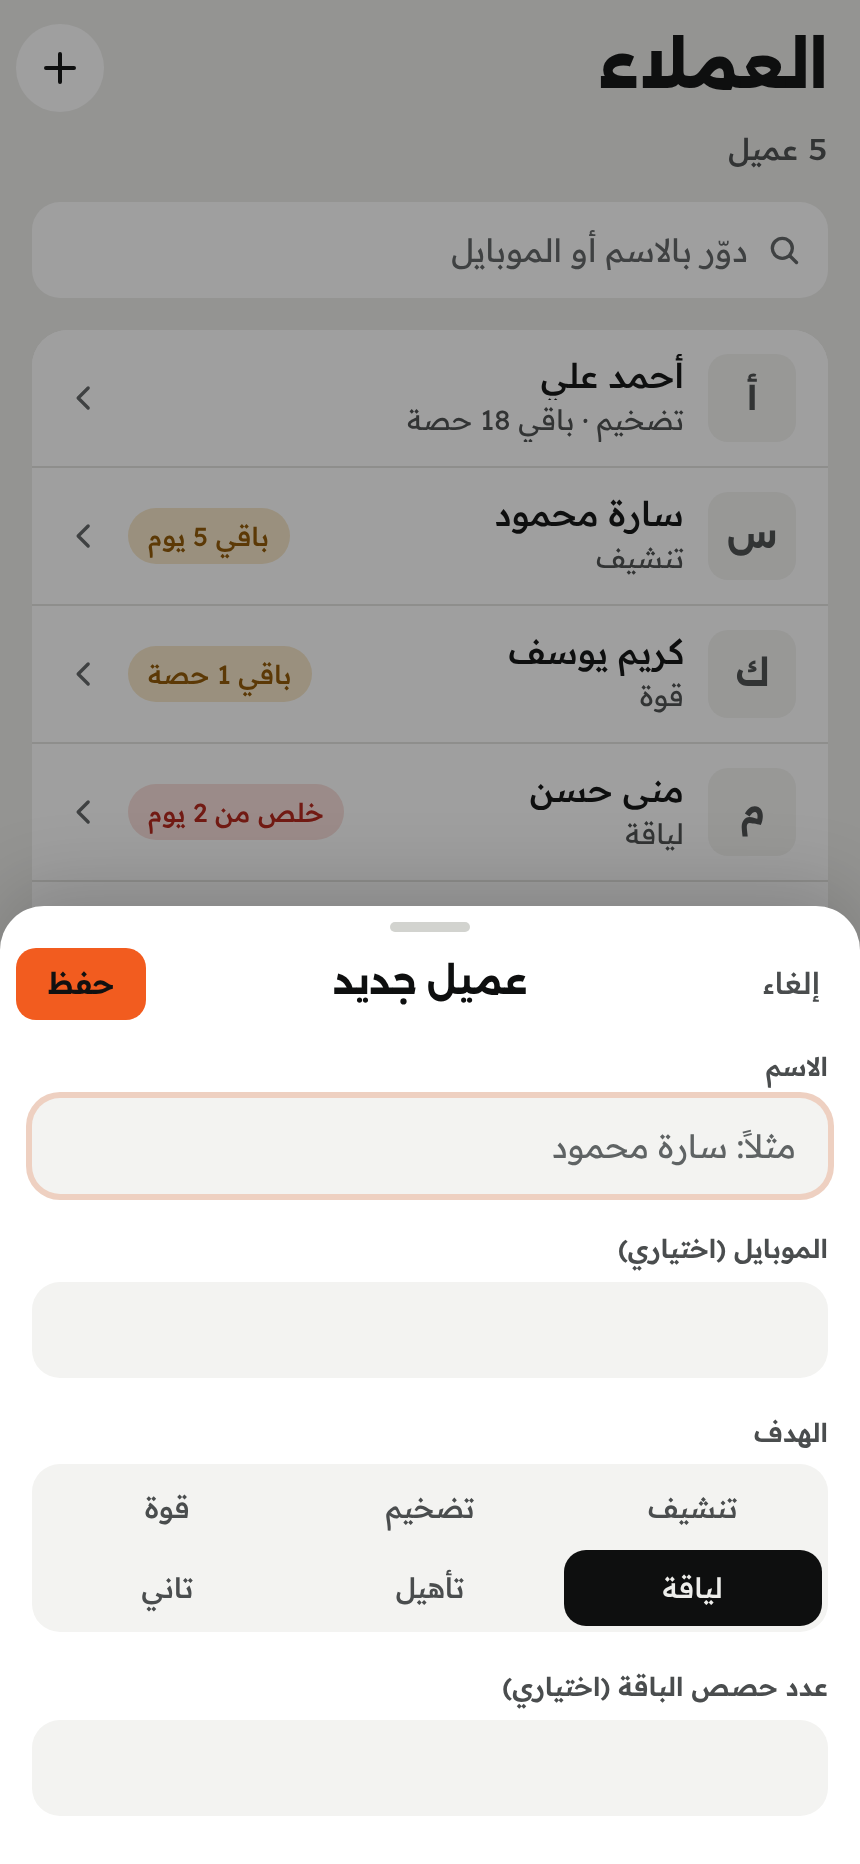 العملاء
5 عميل
دوّر بالاسم أو الموبايل
أ
أحمد علي
تضخيم · باقي 18 حصة
س
سارة محمود
تنشيف
باقي 5 يوم
ك
كريم يوسف
قوة
باقي 1 حصة
م
منى حسن
لياقة
خلص من 2 يوم
إلغاء
عميل جديد
حفظ
الاسم
مثلاً: سارة محمود
الموبايل (اختياري)
الهدف
تنشيف تضخيم قوة
لياقة تأهيل تاني
عدد حصص الباقة (اختياري)